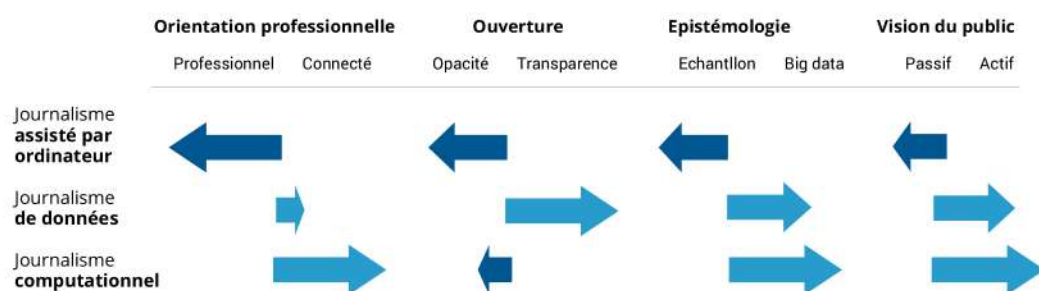 Orientation professionnelle Ouverture Epistémologie Vision du public
Professionnel Connecté Opacité Transparence Echantllon Big data Passif Actif
Journalisme
assisté par
ordinateur
Journalisme
de données
Journalisme
computationnel